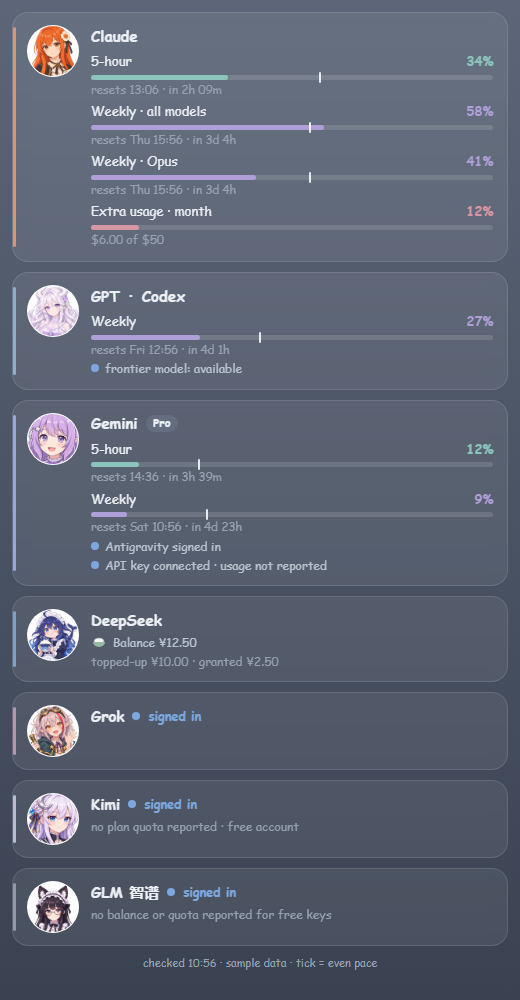 Claude
5-hour 34%
resets 13:06 · in 2h 09m
Weekly · all models 58%
resets Thu 15:56 · in 3d 4h
Weekly · Opus 41%
resets Thu 15:56 · in 3d 4h
Extra usage · month 12%
$6.00 of $50
GPT · Codex
Weekly 27%
resets Fri 12:56 · in 4d 1h
frontier model: available
Gemini Pro
5-hour 12%
resets 14:36 · in 3h 39m
Weekly 9%
resets Sat 10:56 · in 4d 23h
Antigravity signed in
API key connected · usage not reported
DeepSeek
Balance ¥12.50
topped-up ¥10.00 · granted ¥2.50
Grok signed in
Kimi signed in
no plan quota reported · free account
GLM 智谱 signed in
no balance or quota reported for free keys
checked 10:56 · sample data · tick = even pace